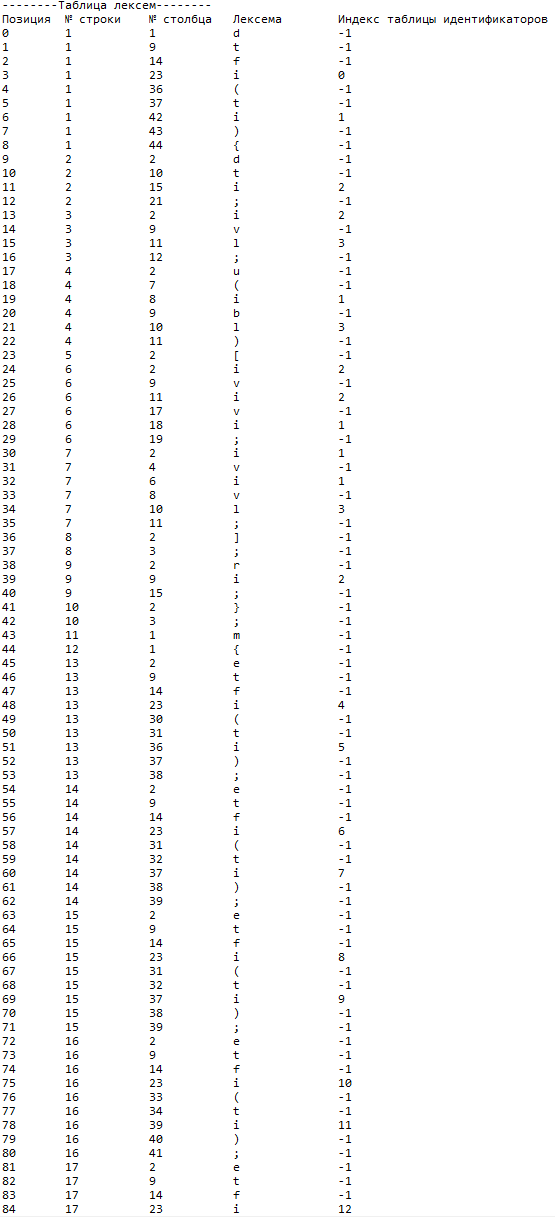 --------Таблица лексем--------
Позиция № строки № столбца Лексема Индекс таблицы идентификаторов
0 1 1 d -1
1 1 9 t -1
2 1 14 f -1
3 1 23 i 0
4 1 36 ( -1
5 1 37 t -1
6 1 42 i 1
7 1 43 ) -1
8 1 44 { -1
9 2 2 d -1
10 2 10 t -1
11 2 15 i 2
12 2 21 ; -1
13 3 2 i 2
14 3 9 v -1
15 3 11 l 3
16 3 12 ; -1
17 4 2 u -1
18 4 7 ( -1
19 4 8 i 1
20 4 9 b -1
21 4 10 l 3
22 4 11 ) -1
23 5 2 [ -1
24 6 2 i 2
25 6 9 v -1
26 6 11 i 2
27 6 17 v -1
28 6 18 i 1
29 6 19 ; -1
30 7 2 i 1
31 7 4 v -1
32 7 6 i 1
33 7 8 v -1
34 7 10 l 3
35 7 11 ; -1
36 8 2 ] -1
37 8 3 ; -1
38 9 2 r -1
39 9 9 i 2
40 9 15 ; -1
41 10 2 } -1
42 10 3 ; -1
43 11 1 m -1
44 12 1 { -1
45 13 2 e -1
46 13 9 t -1
47 13 14 f -1
48 13 23 i 4
49 13 30 ( -1
50 13 31 t -1
51 13 36 i 5
52 13 37 ) -1
53 13 38 ; -1
54 14 2 e -1
55 14 9 t -1
56 14 14 f -1
57 14 23 i 6
58 14 31 ( -1
59 14 32 t -1
60 14 37 i 7
61 14 38 ) -1
62 14 39 ; -1
63 15 2 e -1
64 15 9 t -1
65 15 14 f -1
66 15 23 i 8
67 15 31 ( -1
68 15 32 t -1
69 15 37 i 9
70 15 38 ) -1
71 15 39 ; -1
72 16 2 e -1
73 16 9 t -1
74 16 14 f -1
75 16 23 i 10
76 16 33 ( -1
77 16 34 t -1
78 16 39 i 11
79 16 40 ) -1
80 16 41 ; -1
81 17 2 e -1
82 17 9 t -1
83 17 14 f -1
84 17 23 i 12